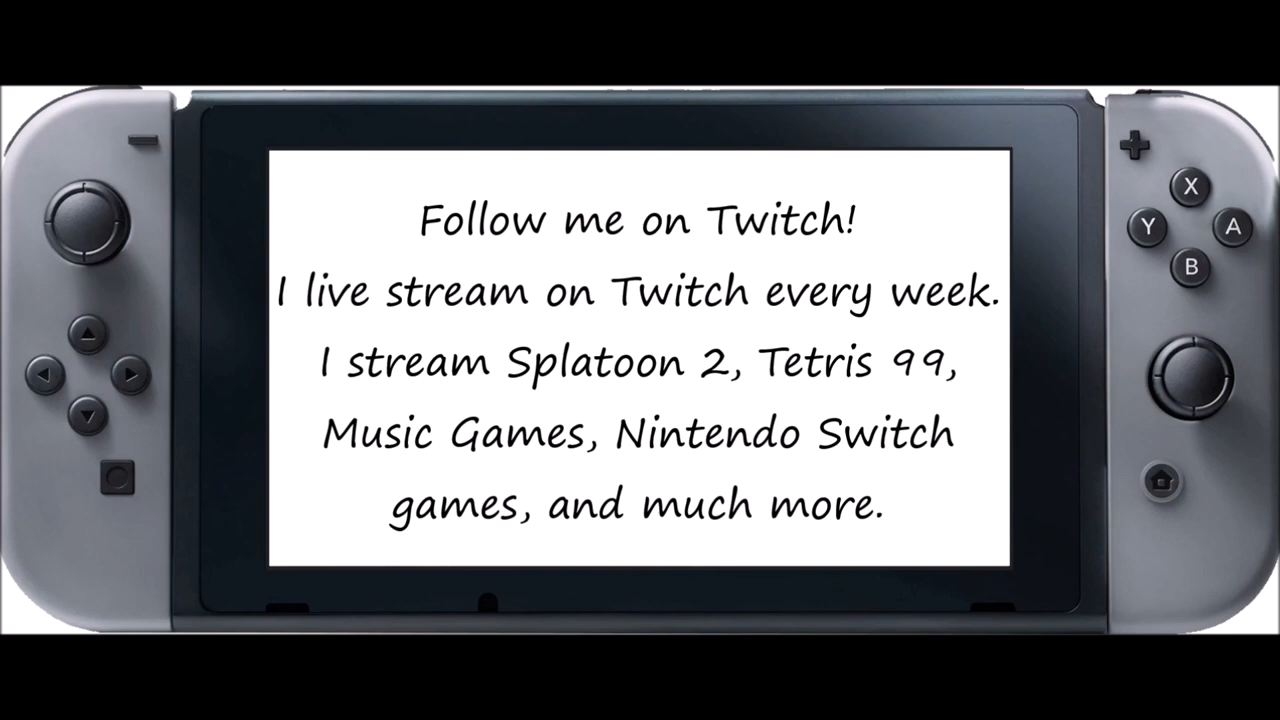 Follow me on Twitch!
I live stream on Twitch every week.
I stream Splatoon 2, Tetris 99,
Music Games, Nintendo Switch
games, and much more.
X
Y A
B